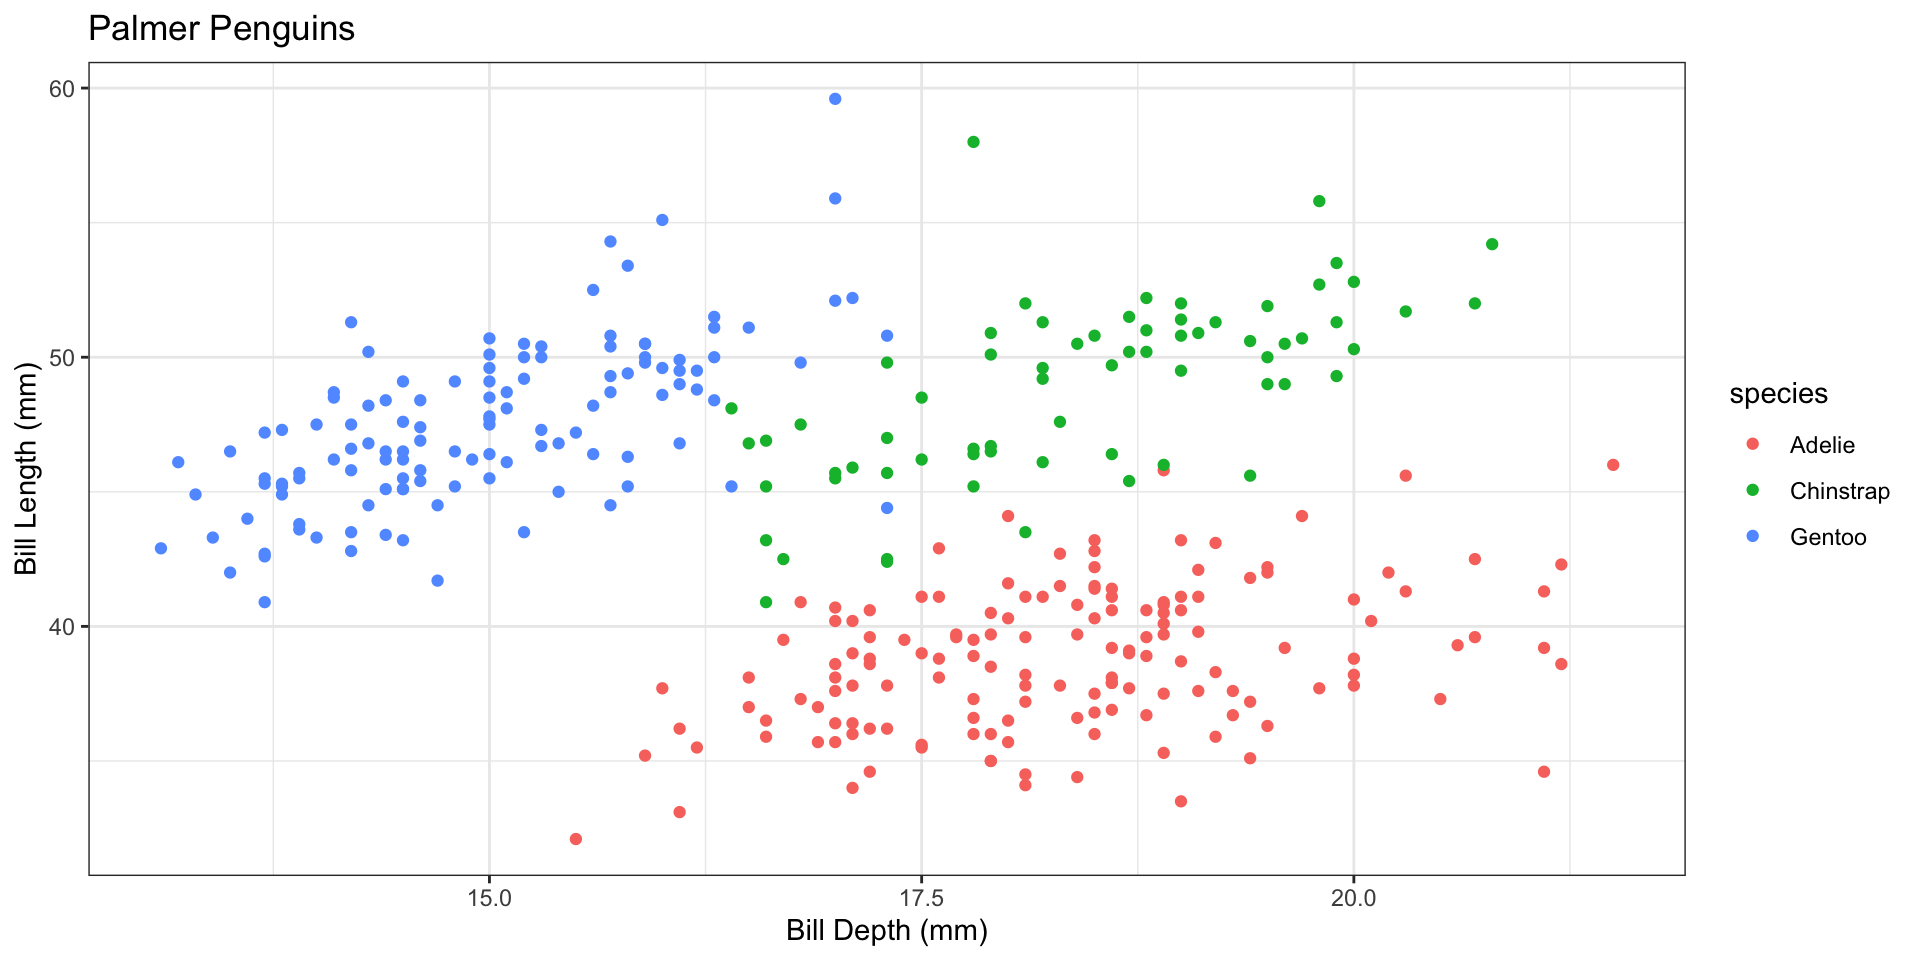 Palmer Penguins
60
50
40
Bill Length (mm)
15.0 17.5 20.0
Bill Depth (mm)
species
Adelie
Chinstrap
Gentoo